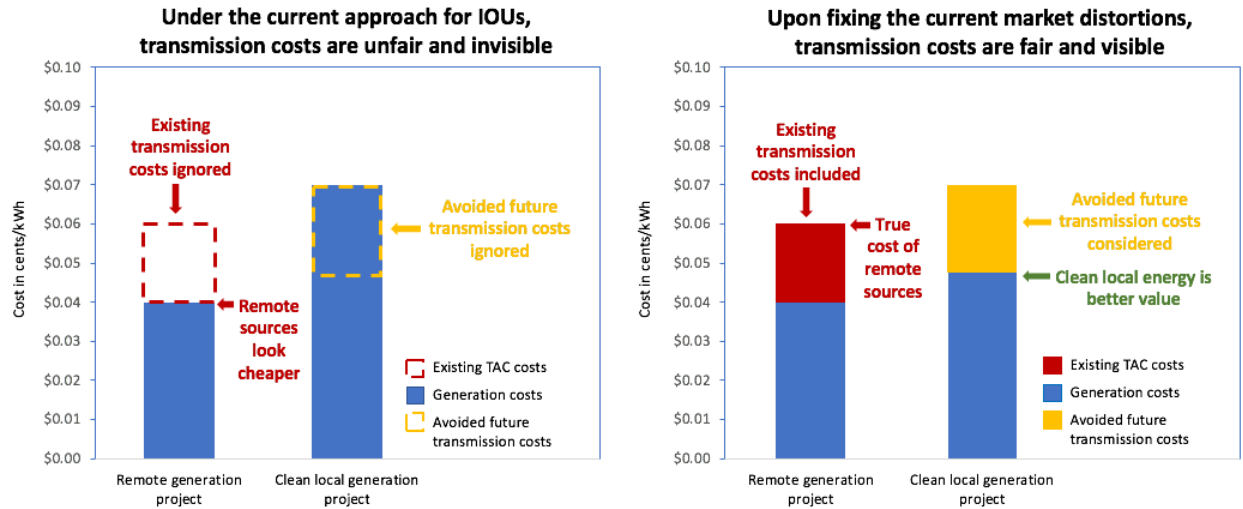 Under the current approach for IOUs,
transmission costs are unfair and invisible
$0.10
$0.09
$0.08
$0.07
$0.06
$0.05
$0.04
$0.03
$0.02
$0.01
$0.00
Cost in cents/kWh
Existing
transmission
costs ignored
Remote
sources
look
cheaper
Avoided future
transmission costs
ignored
Existing TAC costs
Generation costs
Avoided future
transmission costs
Remote generation
project
Clean local generation
project
Upon fixing the current market distortions,
transmission costs are fair and visible
$0.10
$0.09
$0.08
$0.07
$0.06
$0.05
$0.04
$0.03
$0.02
$0.01
$0.00
Cost in cents/kWh
Existing
transmission
costs included
True
cost of
remote
sources
Avoided future
transmission costs
considered
Clean local energy is
better value
Existing TAC costs
Generation costs
Avoided future
transmission costs
Remote generation
project
Clean local generation
project